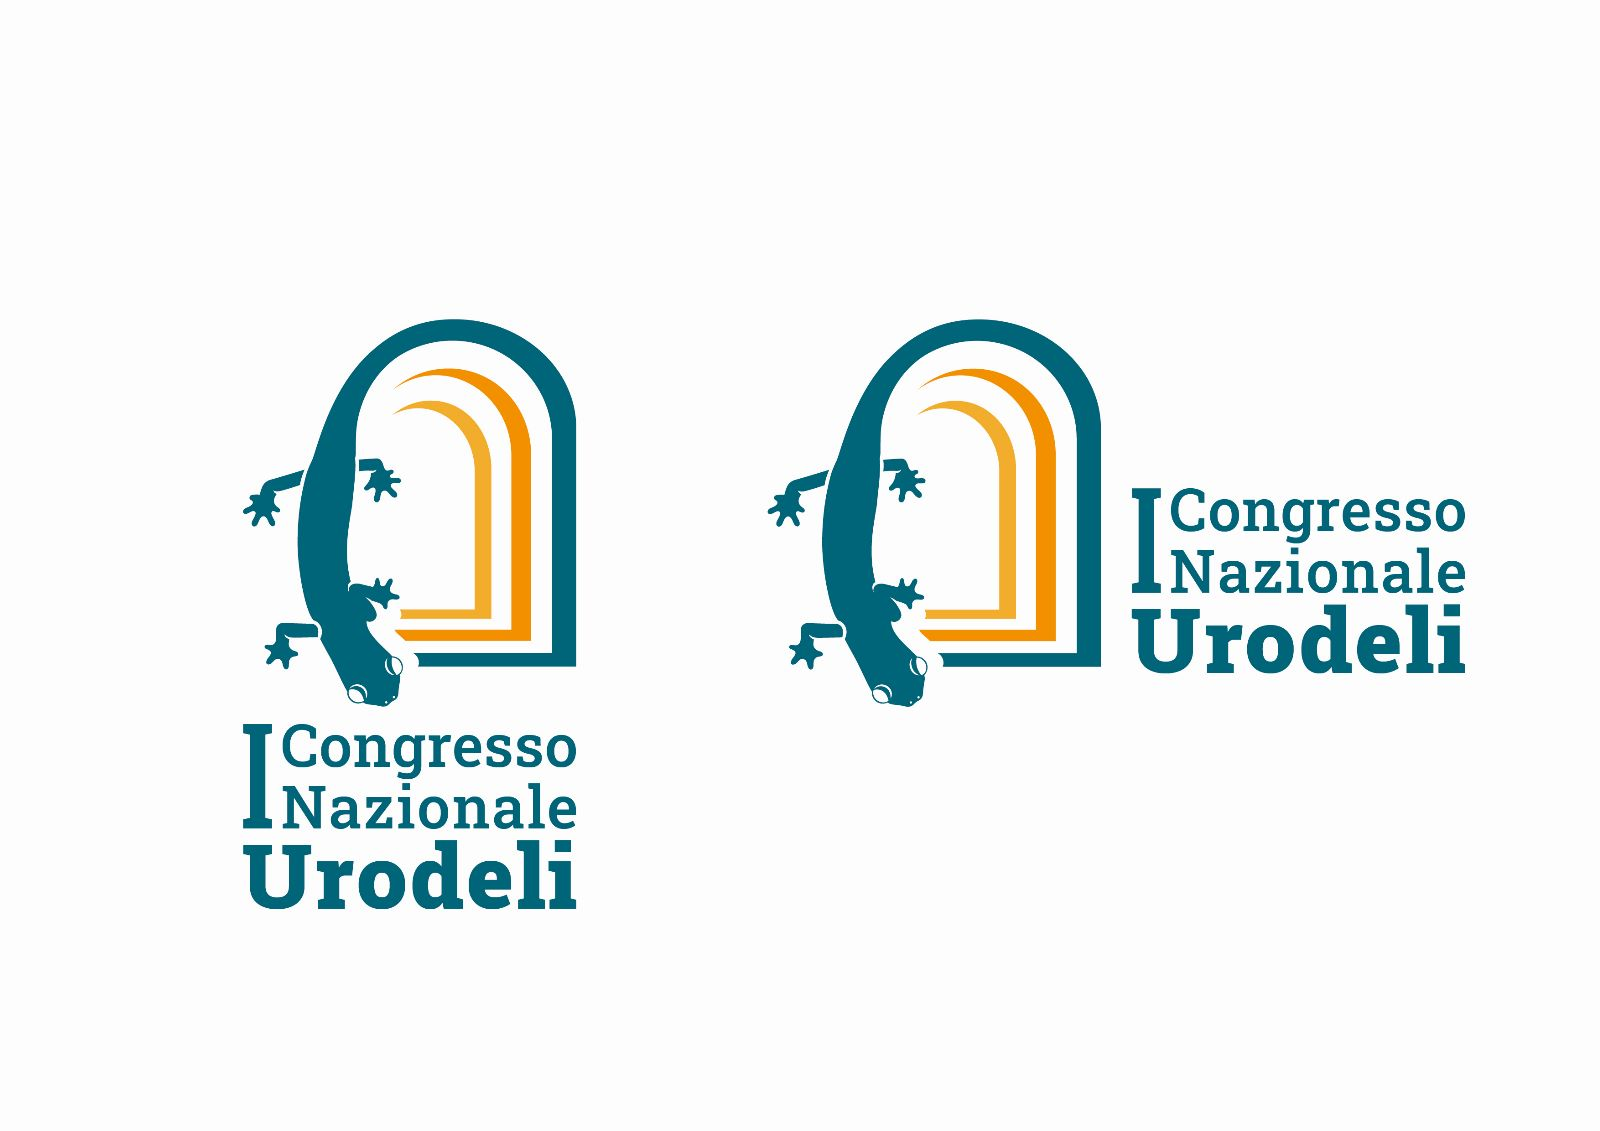 I Congresso
Nazionale
Urodeli
I Congresso
Nazionale
Urodeli